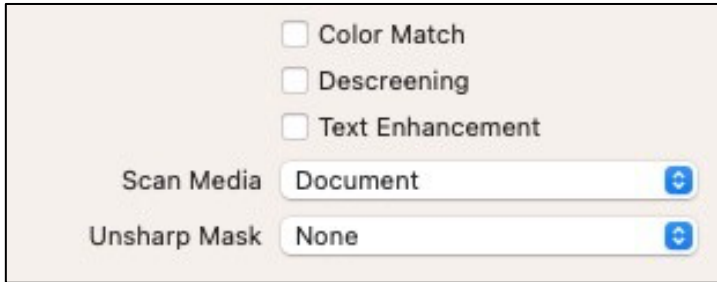 Color Match
Descreening
Text Enhancement
Scan Media Document
Unsharp Mask None